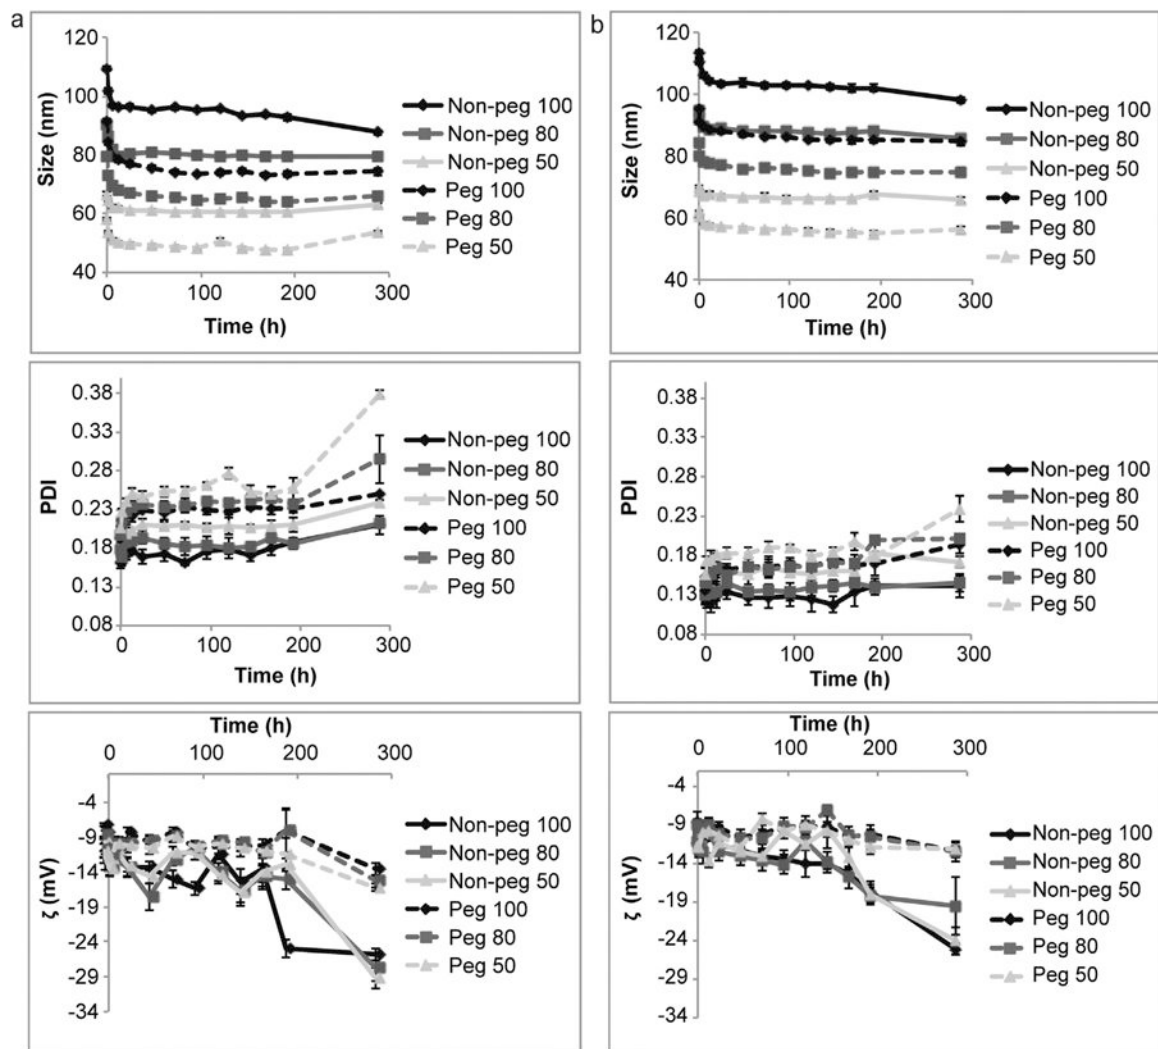 a
120
100
80
60
40
Size (nm)
0
100
200
300
Time (h)
Non-peg 100
Non-peg 80
Non-peg 50
Peg 100
Peg 80
Peg 50
b
120
100
80
60
40
Size (nm)
0
100
200
300
Time (h)
Non-peg 100
Non-peg 80
Non-peg 50
Peg 100
Peg 80
Peg 50
0.38
0.33
0.28
0.23
0.18
0.13
0.08
PDI
0
100
200
300
Time (h)
Non-peg 100
Non-peg 80
Non-peg 50
Peg 100
Peg 80
Peg 50
0.38
0.33
0.28
0.23
0.18
0.13
0.08
PDI
0
100
200
300
Time (h)
Non-peg 100
Non-peg 80
Non-peg 50
Peg 100
Peg 80
Peg 50
Time (h)
0
100
200
300
-4
-9
-14
-19
-24
-29
-34
ζ (mV)
Non-peg 100
Non-peg 80
Non-peg 50
Peg 100
Peg 80
Peg 50
Time (h)
0
100
200
300
-4
-9
-14
-19
-24
-29
-34
ζ (mV)
Non-peg 100
Non-peg 80
Non-peg 50
Peg 100
Peg 80
Peg 50